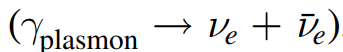 (γ_plasmon → ν_e + ν̄_e)